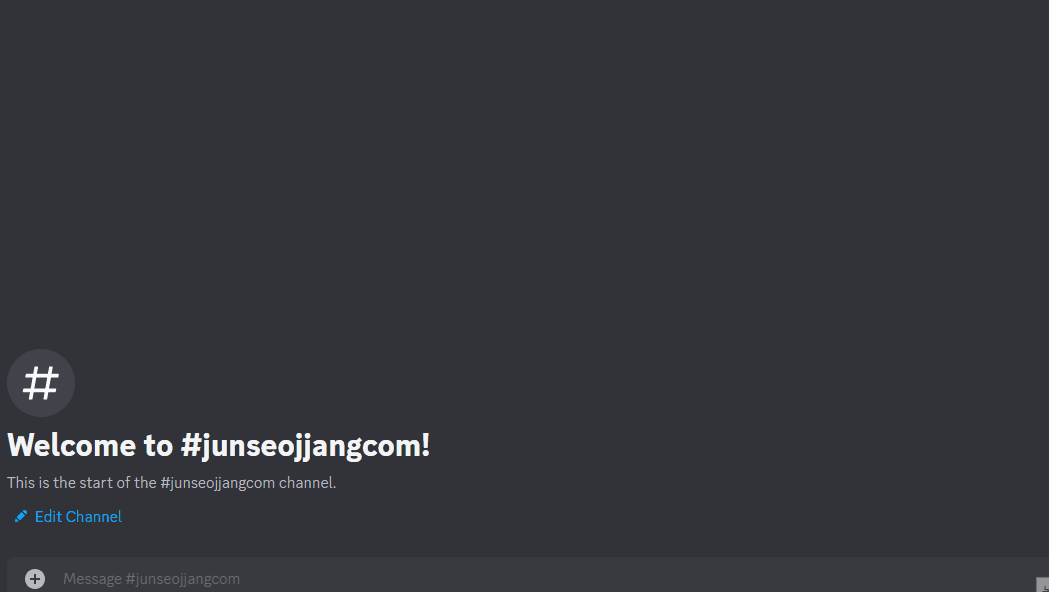 #
Welcome to #junseojjangcom!
This is the start of the #junseojjangcom channel.
Edit Channel
Message #junseojjangcom